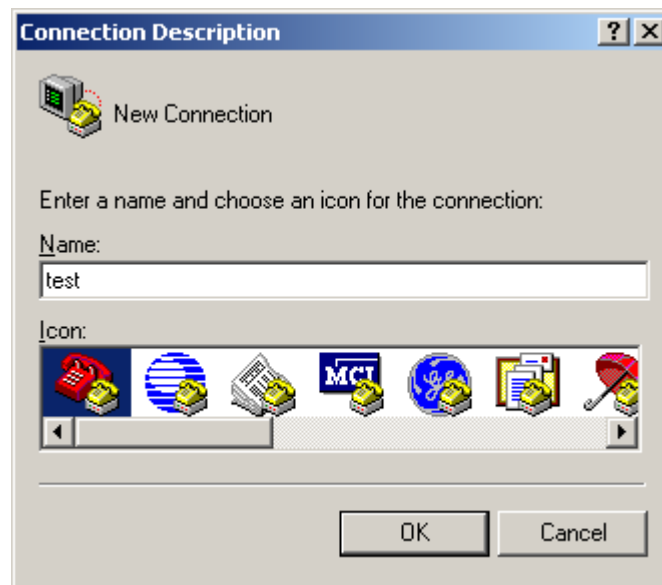 Connection Description
New Connection
Enter a name and choose an icon for the connection:
Name:
test
Icon:
MCI
OK
Cancel